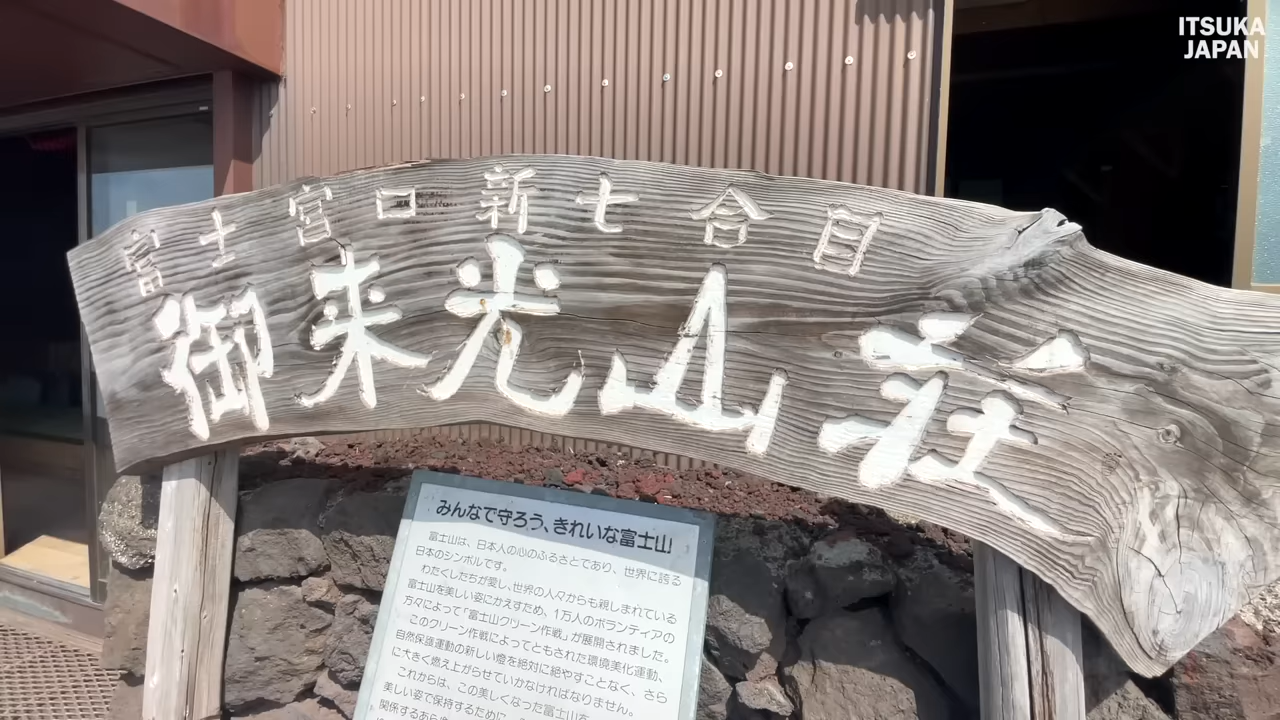 ITSUKA
JAPAN
富士宮口 新七合目
御来光山荘
みんなで守ろう、きれいな富士山
富士山は、日本人の心のふるさとであり、世界に誇る
日本のシンボルです。
わたくしたちが愛し、世界の人々からも親しまれている
富士山を美しい姿にかえすため、1万人のボランティアの
方々によって「富士山クリーン作戦」が展開されました。
このクリーン作戦によってともされた環境美化運動、
自然保護運動の新しい燈を絶対に絶やすことなく、さら
に大きく燃え上がらせていかなければなりません。
これからは、この美しくなった富士山を
美しい姿で保持するために、
関係するあら